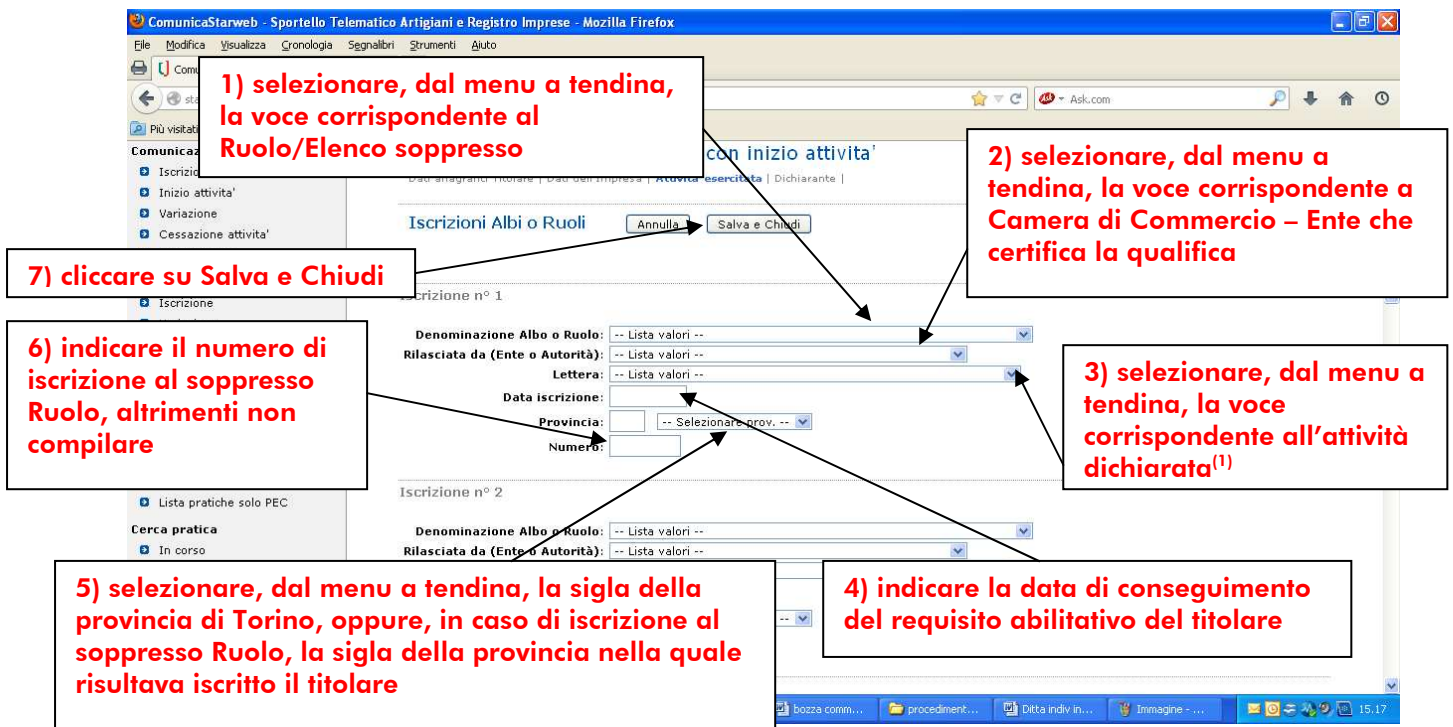 ComunicaStarweb - Sportello Telematico Artigiani e Registro Imprese - Mozilla Firefox
File Modifica Visualizza Cronologia Segnalibri Strumenti Aiuto
1) selezionare, dal menu a tendina,
la voce corrispondente al
Ruolo/Elenco soppresso
Ask.com
Più visitati
con inizio attivita'
Attivita' esercitata | Dichiarante |
2) selezionare, dal menu a
tendina, la voce corrispondente a
Camera di Commercio – Ente che
certifica la qualifica
Inizio attivita'
Variazione
Cessazione attivita'
Iscrizioni Albi o Ruoli
Annulla
Salva e Chiudi
7) cliccare su Salva e Chiudi
Iscrizione
Iscrizione n° 1
Denominazione Albo o Ruolo: -- Lista valori --
Rilasciata da (Ente o Autorità): -- Lista valori --
Lettera: -- Lista valori --
Data iscrizione:
Provincia: -- Selezionare prov. --
Numero:
6) indicare il numero di
iscrizione al soppresso
Ruolo, altrimenti non
compilare
3) selezionare, dal menu a
tendina, la voce
corrispondente all'attività
dichiarata(1)
Lista pratiche solo PEC
Cerca pratica
In corso
Iscrizione n° 2
Denominazione Albo o Ruolo: -- Lista valori --
Rilasciata da (Ente o Autorità): -- Lista valori --
5) selezionare, dal menu a tendina, la sigla della
provincia di Torino, oppure, in caso di iscrizione al
soppresso Ruolo, la sigla della provincia nella quale
risultava iscritto il titolare
--
4) indicare la data di conseguimento
del requisito abilitativo del titolare
bozza comm...
procediment...
Ditta indiv in...
Immagine - ...
15.17